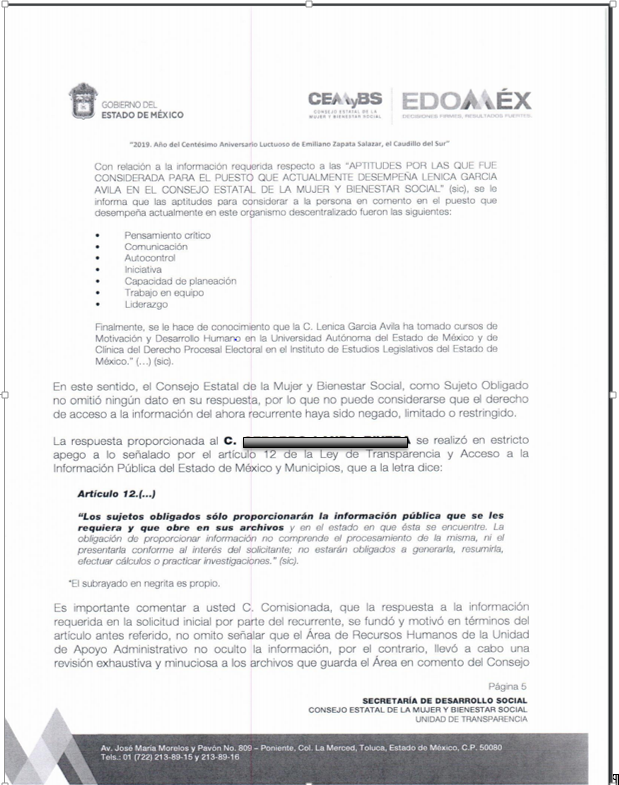 GOBIERNO DEL
ESTADO DE MÉXICO
CEMyBS
CONSEJO ESTATAL DE LA
MUJER Y BIENESTAR SOCIAL
EDOMÉX
DECISIONES FIRMES, RESULTADOS FUERTES.
"2019. Año del Centésimo Aniversario Luctuoso de Emiliano Zapata Salazar, el Caudillo del Sur"
Con relación a la información requerida respecto a las "APTITUDES POR LAS QUE FUE
CONSIDERADA PARA EL PUESTO QUE ACTUALMENTE DESEMPEÑA LENICA GARCIA
AVILA EN EL CONSEJO ESTATAL DE LA MUJER Y BIENESTAR SOCIAL" (sic), se le
informa que las aptitudes para considerar a la persona en comento en el puesto que
desempeña actualmente en este organismo descentralizado fueron las siguientes:
• Pensamiento crítico
• Comunicación
• Autocontrol
• Iniciativa
• Capacidad de planeación
• Trabajo en equipo
• Liderazgo
Finalmente, se le hace de conocimiento que la C. Lenica Garcia Avila ha tomado cursos de
Motivación y Desarrollo Humano en la Universidad Autónoma del Estado de México y de
Clínica del Derecho Procesal Electoral en el Instituto de Estudios Legislativos del Estado de
México." (...) (sic).
En este sentido, el Consejo Estatal de la Mujer y Bienestar Social, como Sujeto Obligado
no omitió ningún dato en su respuesta, por lo que no puede considerarse que el derecho
de acceso a la información del ahora recurrente haya sido negado, limitado o restringido.
La respuesta proporcionada al C. se realizó en estricto
apego a lo señalado por el artículo 12 de la Ley de Transparencia y Acceso a la
Información Pública del Estado de México y Municipios, que a la letra dice:
Artículo 12.(...)
"Los sujetos obligados sólo proporcionarán la información pública que se les
requiera y que obre en sus archivos y en el estado en que ésta se encuentre. La
obligación de proporcionar información no comprende el procesamiento de la misma, ni el
presentarla conforme al interés del solicitante; no estarán obligados a generarla, resumirla,
efectuar cálculos o practicar investigaciones." (sic).
*El subrayado en negrita es propio.
Es importante comentar a usted C. Comisionada, que la respuesta a la información
requerida en la solicitud inicial por parte del recurrente, se fundó y motivó en términos del
artículo antes referido, no omito señalar que el Área de Recursos Humanos de la Unidad
de Apoyo Administrativo no oculto la información, por el contrario, llevó a cabo una
revisión exhaustiva y minuciosa a los archivos que guarda el Área en comento del Consejo
Página 5
SECRETARÍA DE DESARROLLO SOCIAL
CONSEJO ESTATAL DE LA MUJER Y BIENESTAR SOCIAL
UNIDAD DE TRANSPARENCIA
Av. José María Morelos y Pavón No. 809 – Poniente, Col. La Merced, Toluca, Estado de México, C.P. 50080
Tels.: 01 (722) 213-89-15 y 213-89-16
¶